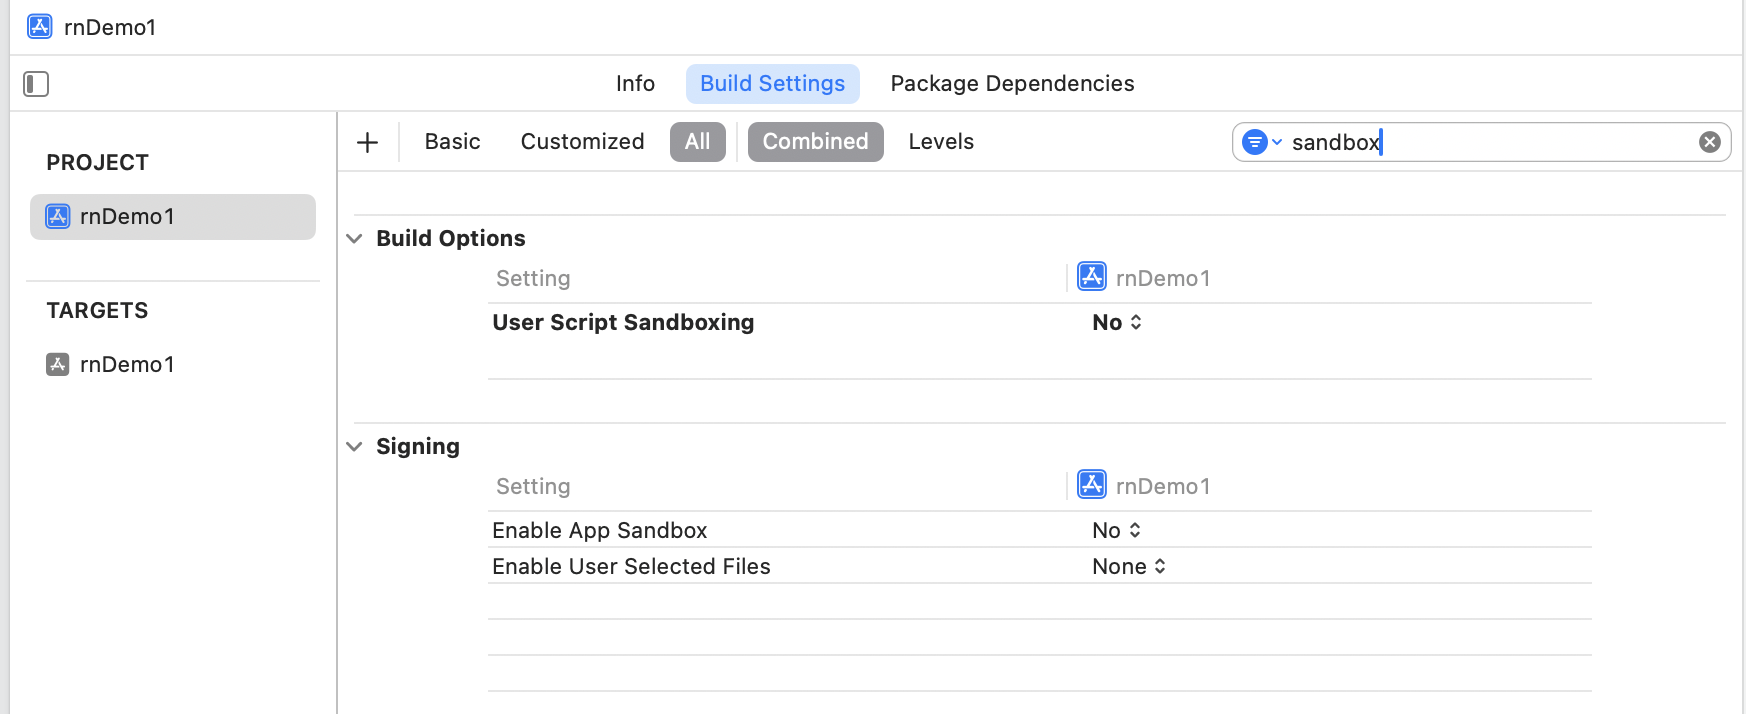 rnDemo1
Info Build Settings Package Dependencies
PROJECT
rnDemo1
TARGETS
rnDemo1
Basic Customized All Combined Levels sandbox
Build Options
Setting rnDemo1
User Script Sandboxing No
Signing
Setting rnDemo1
Enable App Sandbox No
Enable User Selected Files None